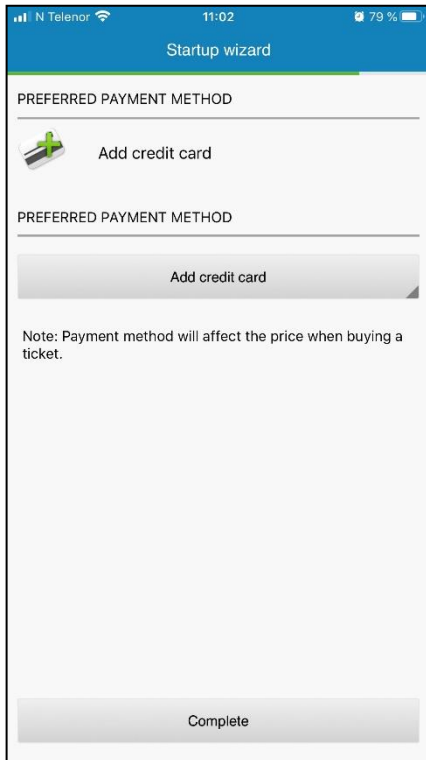 N Telenor 11:02 79 %
Startup wizard
PREFERRED PAYMENT METHOD
Add credit card
PREFERRED PAYMENT METHOD
Add credit card
Note: Payment method will affect the price when buying a
ticket.
Complete